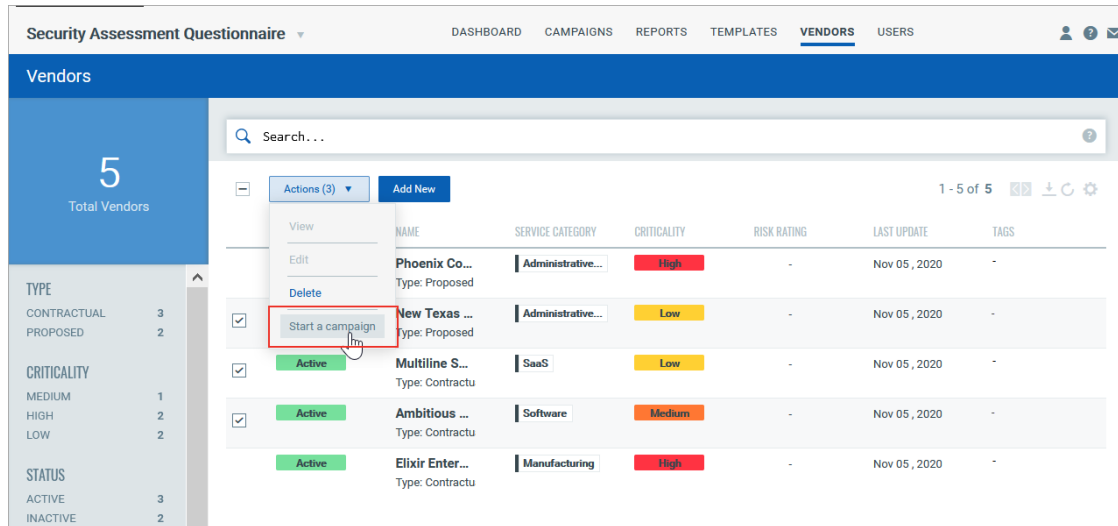 Security Assessment Questionnaire
DASHBOARD CAMPAIGNS REPORTS TEMPLATES VENDORS USERS
Vendors
5
Total Vendors
TYPE
CONTRACTUAL 3
PROPOSED 2
CRITICALITY
MEDIUM 1
HIGH 2
LOW 2
STATUS
ACTIVE 3
INACTIVE 2
Search...
Actions (3) Add New 1 - 5 of 5
View
Edit
Delete
Start a campaign
NAME SERVICE CATEGORY CRITICALITY RISK RATING LAST UPDATE TAGS
Phoenix Co... Administrative... High - Nov 05 , 2020 -
Type: Proposed
New Texas ... Administrative... Low - Nov 05 , 2020 -
Type: Proposed
Active Multiline S... SaaS Low - Nov 05 , 2020 -
Type: Contractu
Active Ambitious ... Software Medium - Nov 05 , 2020 -
Type: Contractu
Active Elixir Enter... Manufacturing High - Nov 05 , 2020 -
Type: Contractu